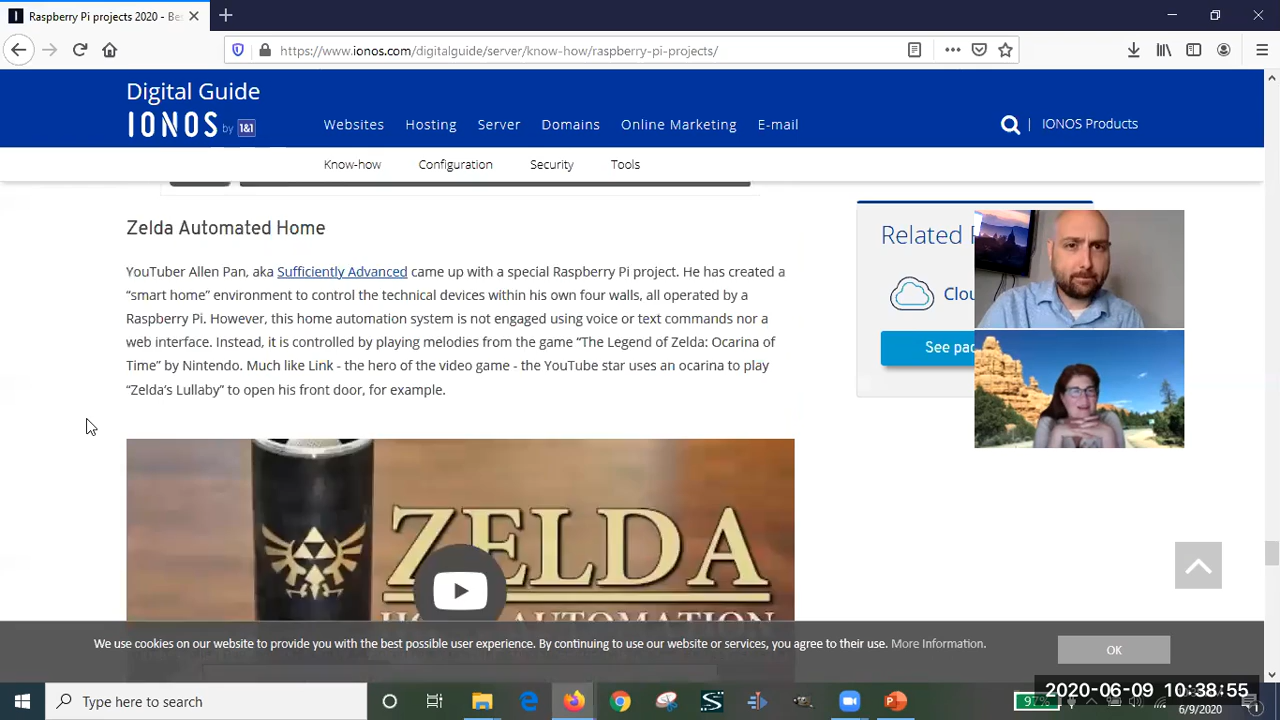 Raspberry Pi projects 2020 - Be
https://www.ionos.com/digitalguide/server/know-how/raspberry-pi-projects/
Digital Guide
IONOS by 1&1
Websites Hosting Server Domains Online Marketing E-mail
IONOS Products
Know-how Configuration Security Tools
Zelda Automated Home
YouTuber Allen Pan, aka Sufficiently Advanced came up with a special Raspberry Pi project. He has created a
“smart home” environment to control the technical devices within his own four walls, all operated by a
Raspberry Pi. However, this home automation system is not engaged using voice or text commands nor a
web interface. Instead, it is controlled by playing melodies from the game “The Legend of Zelda: Ocarina of
Time” by Nintendo. Much like Link - the hero of the video game - the YouTube star uses an ocarina to play
“Zelda’s Lullaby” to open his front door, for example.
Related
Clou
See pac
ZELDA
We use cookies on our website to provide you with the best possible user experience. By continuing to use our website or services, you agree to their use. More Information.
OK
Type here to search
97%
2020-06-09 10:38:55
6/9/2020